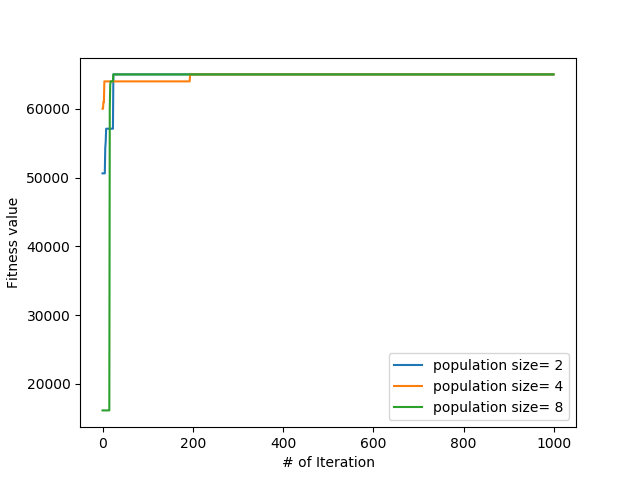 60000
50000
40000
30000
20000
Fitness value
population size= 2
population size= 4
population size= 8
0
200
400
600
800
1000
# of Iteration